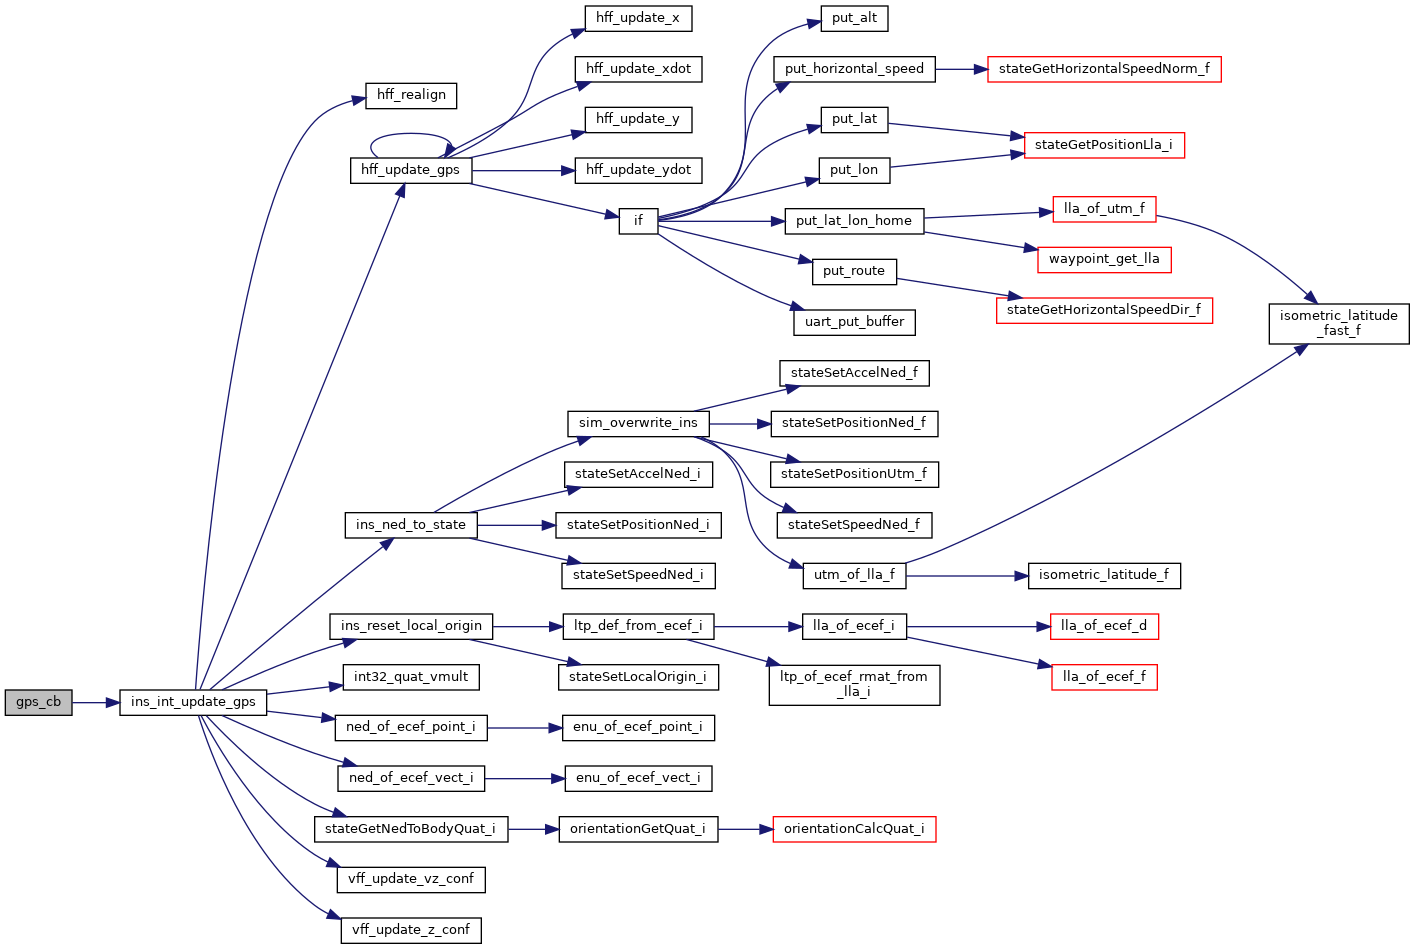 gps_cb
ins_int_update_gps
hff_realign
hff_update_gps
hff_update_x
hff_update_xdot
hff_update_y
hff_update_ydot
if
put_alt
put_horizontal_speed
stateGetHorizontalSpeedNorm_f
put_lat
stateGetPositionLla_i
put_lon
put_lat_lon_home
lla_of_utm_f
waypoint_get_lla
put_route
stateGetHorizontalSpeedDir_f
uart_put_buffer
isometric_latitude
_fast_f
ins_ned_to_state
sim_overwrite_ins
stateSetAccelNed_f
stateSetPositionNed_f
stateSetPositionUtm_f
stateSetSpeedNed_f
utm_of_lla_f
isometric_latitude_f
stateSetAccelNed_i
stateSetPositionNed_i
stateSetSpeedNed_i
ins_reset_local_origin
ltp_def_from_ecef_i
lla_of_ecef_i
lla_of_ecef_d
lla_of_ecef_f
ltp_of_ecef_rmat_from
_lla_i
stateSetLocalOrigin_i
int32_quat_vmult
ned_of_ecef_point_i
enu_of_ecef_point_i
ned_of_ecef_vect_i
enu_of_ecef_vect_i
stateGetNedToBodyQuat_i
orientationGetQuat_i
orientationCalcQuat_i
vff_update_vz_conf
vff_update_z_conf